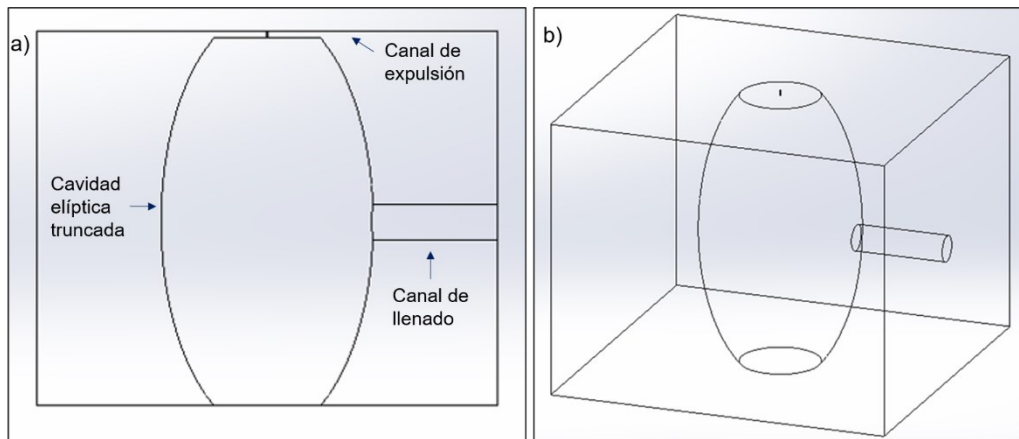 a)
Canal de
expulsión
Cavidad
elíptica
truncada
Canal de
llenado
b)